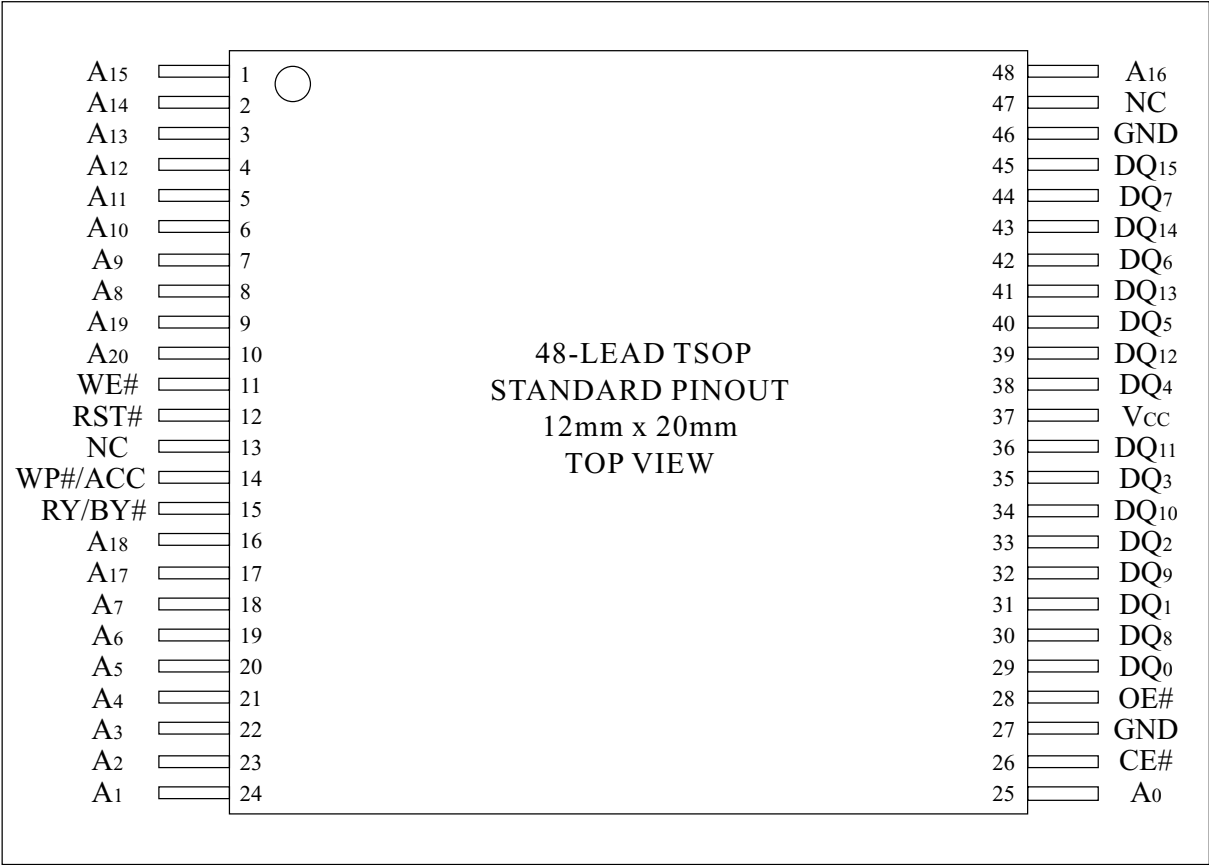 A15 1 48 A16
A14 2 47 NC
A13 3 46 GND
A12 4 45 DQ15
A11 5 44 DQ7
A10 6 43 DQ14
A9 7 42 DQ6
A8 8 41 DQ13
A19 9 40 DQ5
A20 10 39 DQ12
WE# 11 38 DQ4
RST# 12 37 VCC
NC 13 36 DQ11
WP#/ACC 14 35 DQ3
RY/BY# 15 34 DQ10
A18 16 33 DQ2
A17 17 32 DQ9
A7 18 31 DQ1
A6 19 30 DQ8
A5 20 29 DQ0
A4 21 28 OE#
A3 22 27 GND
A2 23 26 CE#
A1 24 25 A0
48-LEAD TSOP
STANDARD PINOUT
12mm x 20mm
TOP VIEW